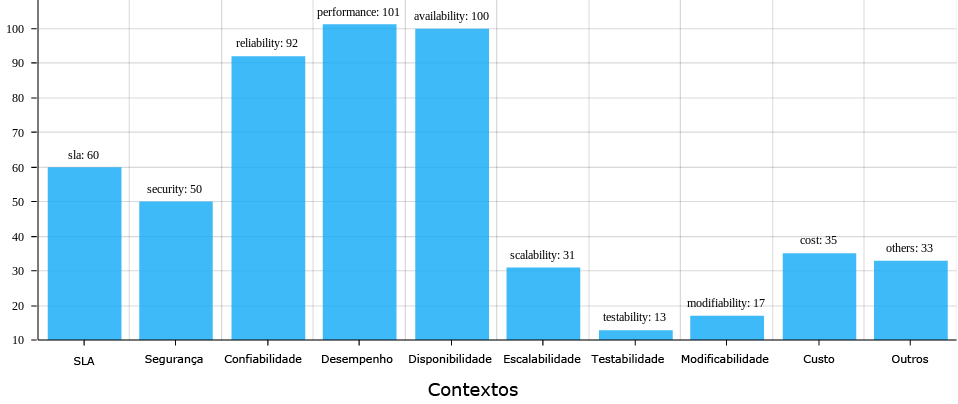 performance: 101
availability: 100
reliability: 92
sla: 60
security: 50
scalability: 31
testability: 13
modifiability: 17
cost: 35
others: 33
100
90
80
70
60
50
40
30
20
10
SLA Segurança Confiabilidade Desempenho Disponibilidade Escalabilidade Testabilidade Modificabilidade Custo Outros
Contextos